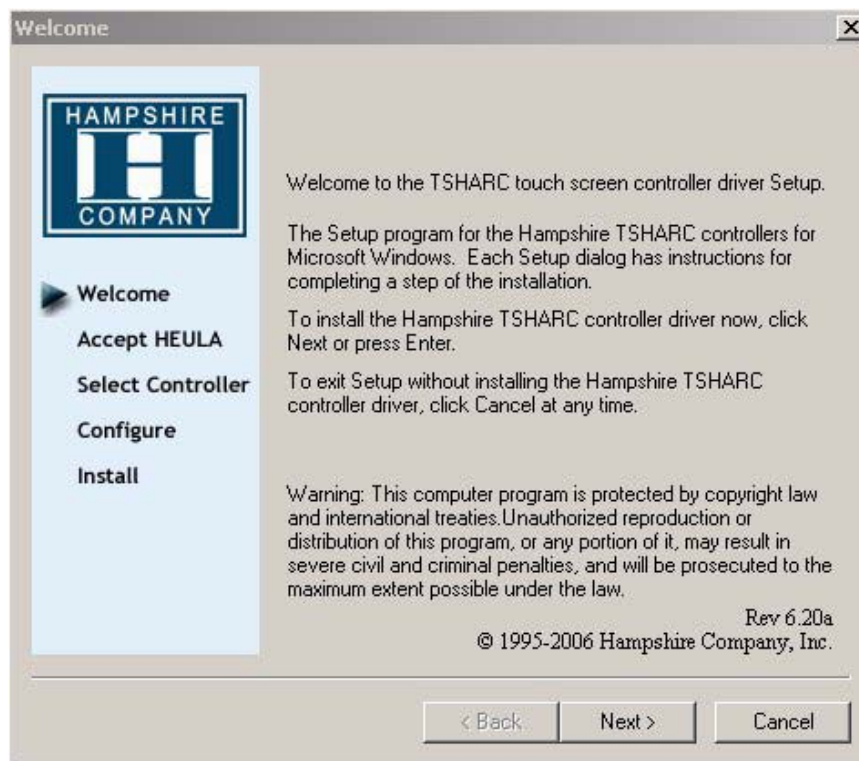 Welcome
HAMPSHIRE
H
COMPANY
Welcome
Accept HEULA
Select Controller
Configure
Install
Welcome to the TSHARC touch screen controller driver Setup.
The Setup program for the Hampshire TSHARC controllers for
Microsoft Windows. Each Setup dialog has instructions for
completing a step of the installation.
To install the Hampshire TSHARC controller driver now, click
Next or press Enter.
To exit Setup without installing the Hampshire TSHARC
controller driver, click Cancel at any time.
Warning: This computer program is protected by copyright law
and international treaties.Unauthorized reproduction or
distribution of this program, or any portion of it, may result in
severe civil and criminal penalties, and will be prosecuted to the
maximum extent possible under the law.
Rev 6.20a
© 1995-2006 Hampshire Company, Inc.
< Back
Next >
Cancel